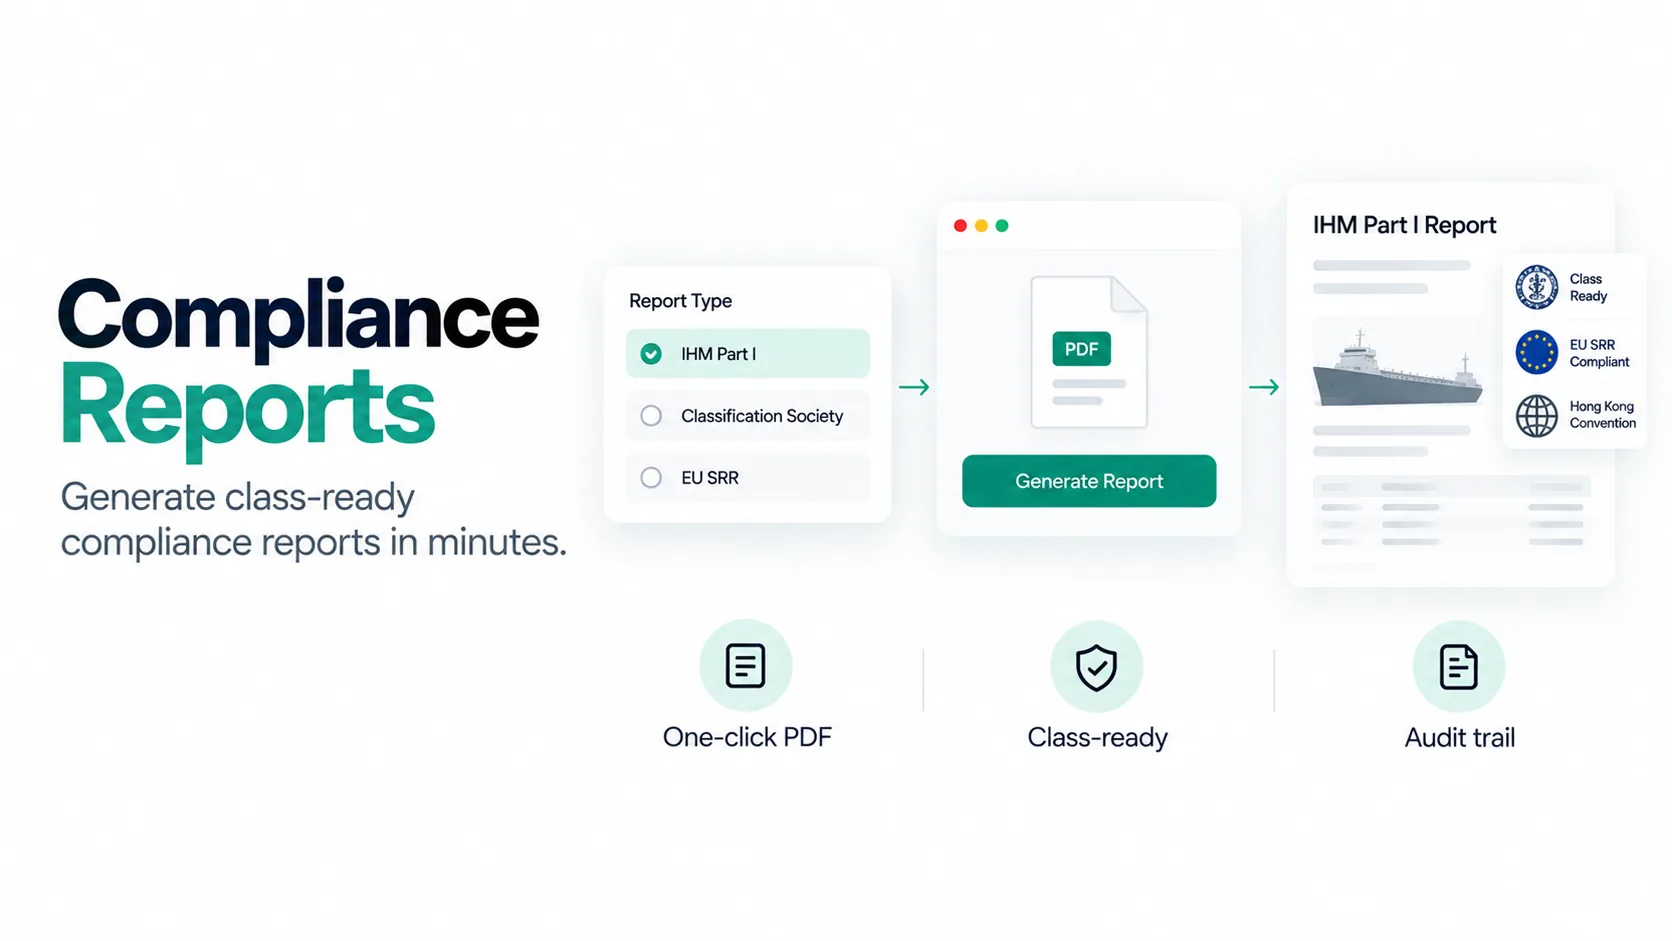 Compliance
Reports
Generate class-ready
compliance reports in minutes.
Report Type
IHM Part I
Classification Society
EU SRR
PDF
Generate Report
IHM Part I Report
Class
Ready
EU SRR
Compliant
Hong Kong
Convention
One-click PDF
Class-ready
Audit trail